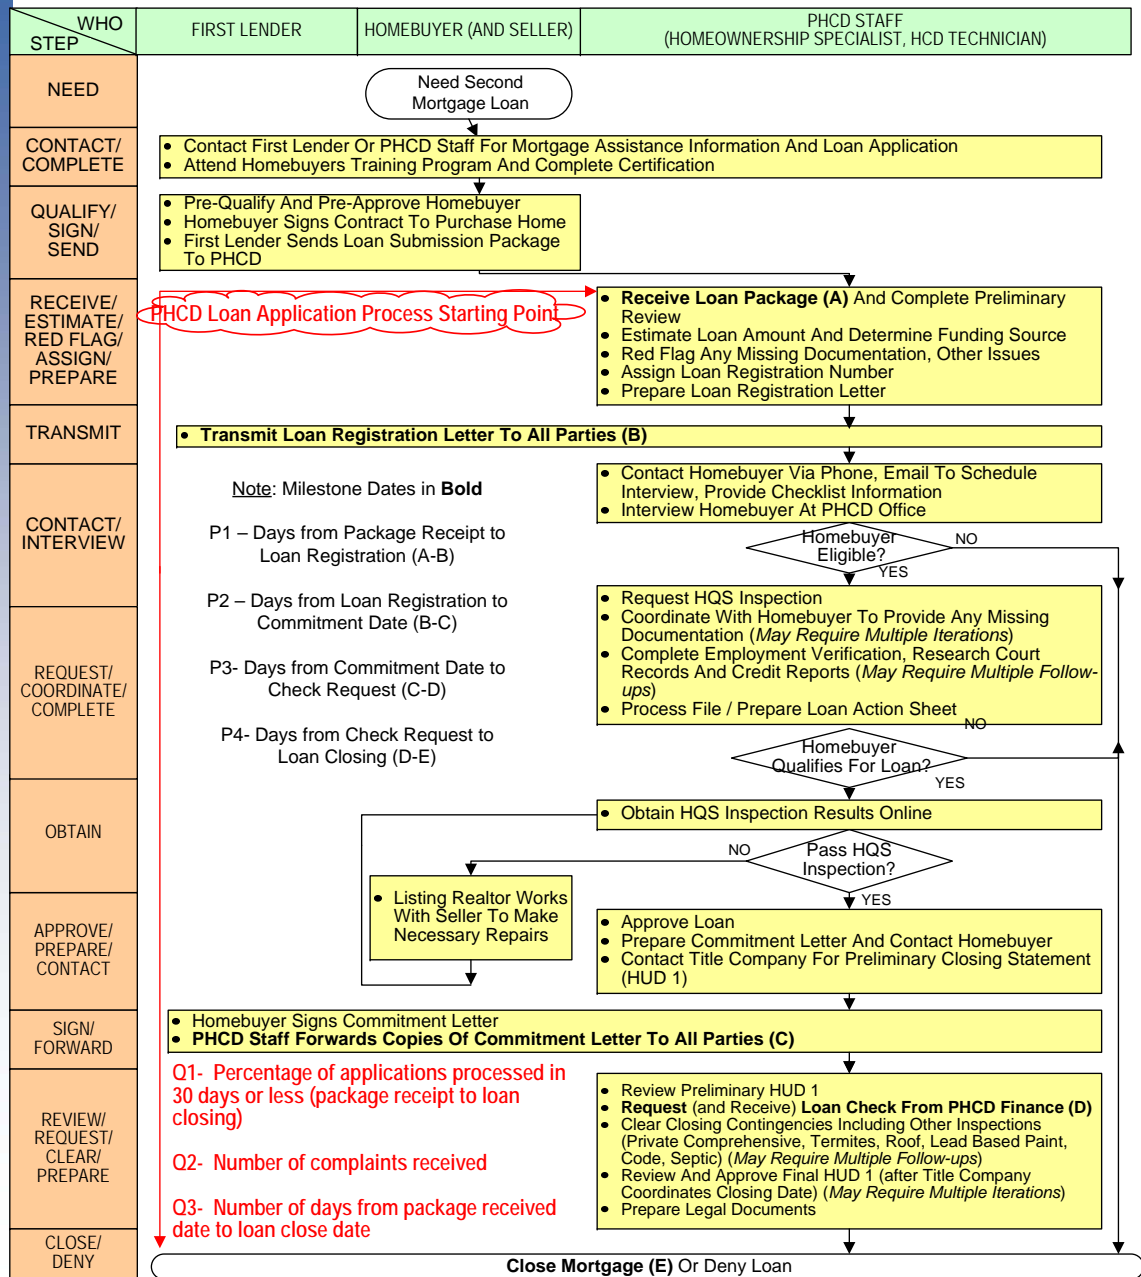 WHO
STEP
FIRST LENDER
HOMEBUYER (AND SELLER)
PHCD STAFF
(HOMEOWNERSHIP SPECIALIST, HCD TECHNICIAN)
NEED
Need Second
Mortgage Loan
CONTACT/
COMPLETE
• Contact First Lender Or PHCD Staff For Mortgage Assistance Information And Loan Application
• Attend Homebuyers Training Program And Complete Certification
QUALIFY/
SIGN/
SEND
• Pre-Qualify And Pre-Approve Homebuyer
• Homebuyer Signs Contract To Purchase Home
• First Lender Sends Loan Submission Package
To PHCD
RECEIVE/
ESTIMATE/
RED FLAG/
ASSIGN/
PREPARE
PHCD Loan Application Process Starting Point
• Receive Loan Package (A) And Complete Preliminary
Review
• Estimate Loan Amount And Determine Funding Source
• Red Flag Any Missing Documentation, Other Issues
• Assign Loan Registration Number
• Prepare Loan Registration Letter
TRANSMIT
• Transmit Loan Registration Letter To All Parties (B)
CONTACT/
INTERVIEW
Note: Milestone Dates in Bold
P1 – Days from Package Receipt to
Loan Registration (A-B)
P2 – Days from Loan Registration to
Commitment Date (B-C)
P3- Days from Commitment Date to
Check Request (C-D)
P4- Days from Check Request to
Loan Closing (D-E)
• Contact Homebuyer Via Phone, Email To Schedule
Interview, Provide Checklist Information
• Interview Homebuyer At PHCD Office
Homebuyer
Eligible?
NO
YES
REQUEST/
COORDINATE/
COMPLETE
• Request HQS Inspection
• Coordinate With Homebuyer To Provide Any Missing
Documentation (May Require Multiple Iterations)
• Complete Employment Verification, Research Court
Records And Credit Reports (May Require Multiple Follow-
ups)
• Process File / Prepare Loan Action Sheet
NO
Homebuyer
Qualifies For Loan?
YES
OBTAIN
• Obtain HQS Inspection Results Online
NO
Pass HQS
Inspection?
YES
• Listing Realtor Works
With Seller To Make
Necessary Repairs
APPROVE/
PREPARE/
CONTACT
• Approve Loan
• Prepare Commitment Letter And Contact Homebuyer
• Contact Title Company For Preliminary Closing Statement
(HUD 1)
SIGN/
FORWARD
• Homebuyer Signs Commitment Letter
• PHCD Staff Forwards Copies Of Commitment Letter To All Parties (C)
REVIEW/
REQUEST/
CLEAR/
PREPARE
Q1- Percentage of applications processed in
30 days or less (package receipt to loan
closing)
Q2- Number of complaints received
Q3- Number of days from package received
date to loan close date
• Review Preliminary HUD 1
• Request (and Receive) Loan Check From PHCD Finance (D)
• Clear Closing Contingencies Including Other Inspections
(Private Comprehensive, Termites, Roof, Lead Based Paint,
Code, Septic) (May Require Multiple Follow-ups)
• Review And Approve Final HUD 1 (after Title Company
Coordinates Closing Date) (May Require Multiple Iterations)
• Prepare Legal Documents
CLOSE/
DENY
Close Mortgage (E) Or Deny Loan